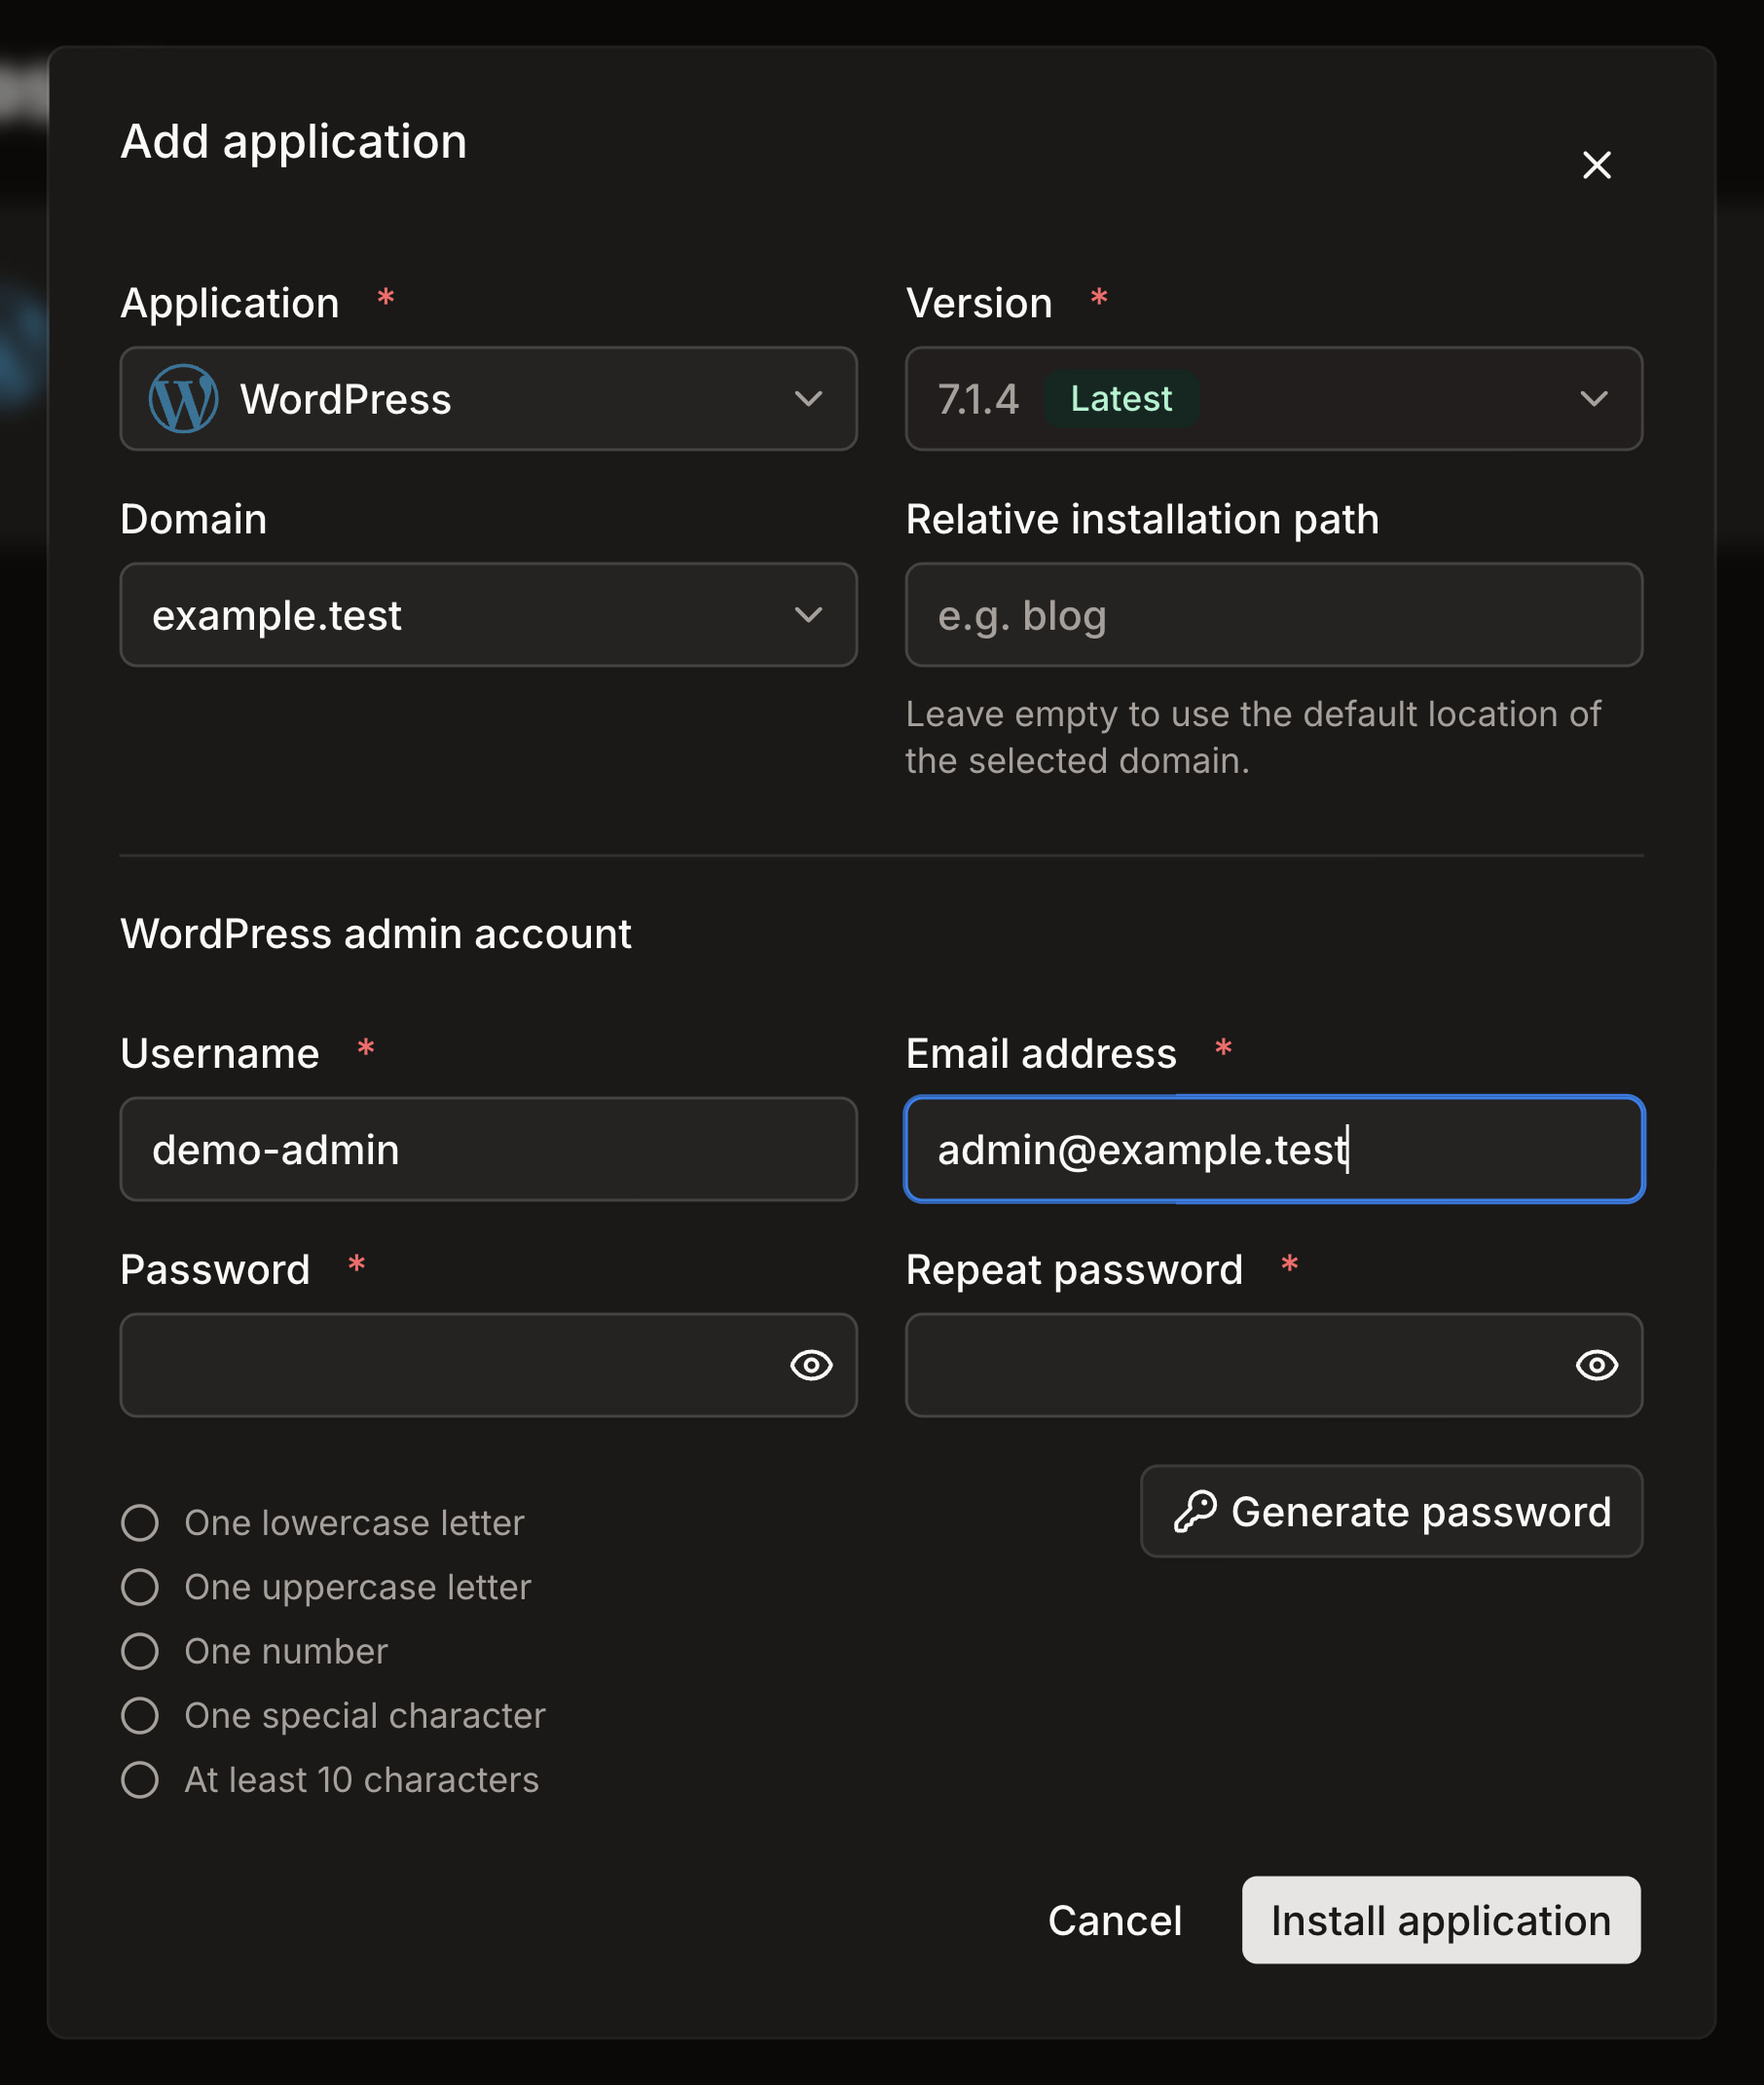 Add application
Application *
Version *
WordPress
7.1.4 Latest
Domain
Relative installation path
example.test
e.g. blog
Leave empty to use the default location of
the selected domain.
WordPress admin account
Username *
Email address *
demo-admin
admin@example.test
Password *
Repeat password *
Generate password
One lowercase letter
One uppercase letter
One number
One special character
At least 10 characters
Cancel
Install application